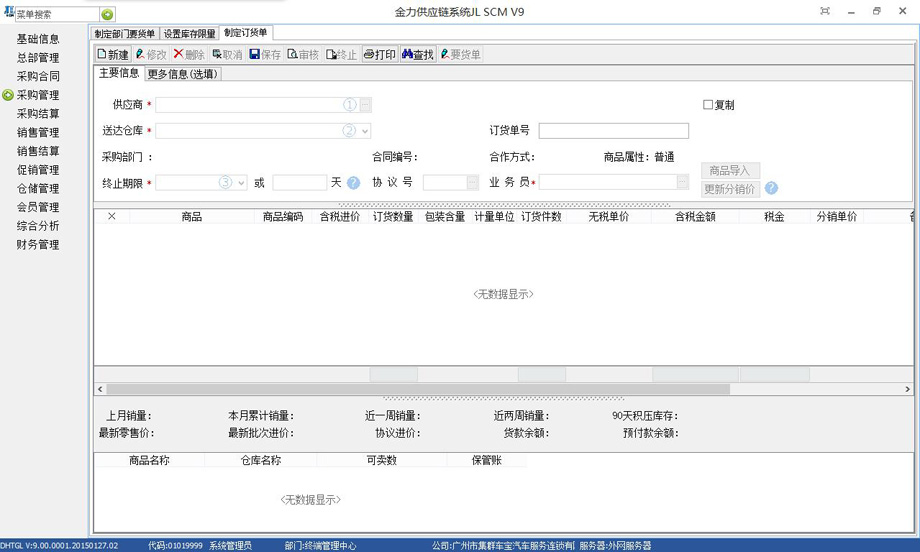 菜单搜索
金力供应链系统JL SCM V9
基础信息
总部管理
采购合同
采购管理
采购结算
销售管理
销售结算
促销管理
仓储管理
会员管理
综合分析
财务管理
制定部门要货单 设置库存限量 制定订货单
新建 修改 删除 取消 保存 审核 终止 打印 查找 要货单
主要信息 更多信息(选填)
供应商 * ① ... 复制
送达仓库 * ② 订货单号
采购部门 : 合同编号: 合作方式: 商品属性: 普通
商品导入
终止期限 * ③ 或 天 ? 协 议 号 ... 业 务 员 * ...
更新分销价 ?
商品 商品编码 含税进价 订货数量 包装含量 计量单位 订货件数 无税单价 含税金额 税金 分销单价
<无数据显示>
上月销量: 本月累计销量: 近一周销量: 近两周销量: 90天积压库存:
最新零售价: 最新批次进价: 协议进价: 货款余额: 预付款余额:
商品名称 仓库名称 可卖数 保管账
<无数据显示>
DHTGL V:9.00.0001.20150127.02 代码:01019999 系统管理员 部门:终端管理中心 公司:广州市集群车宝汽车服务连锁有 服务器:外网服务器